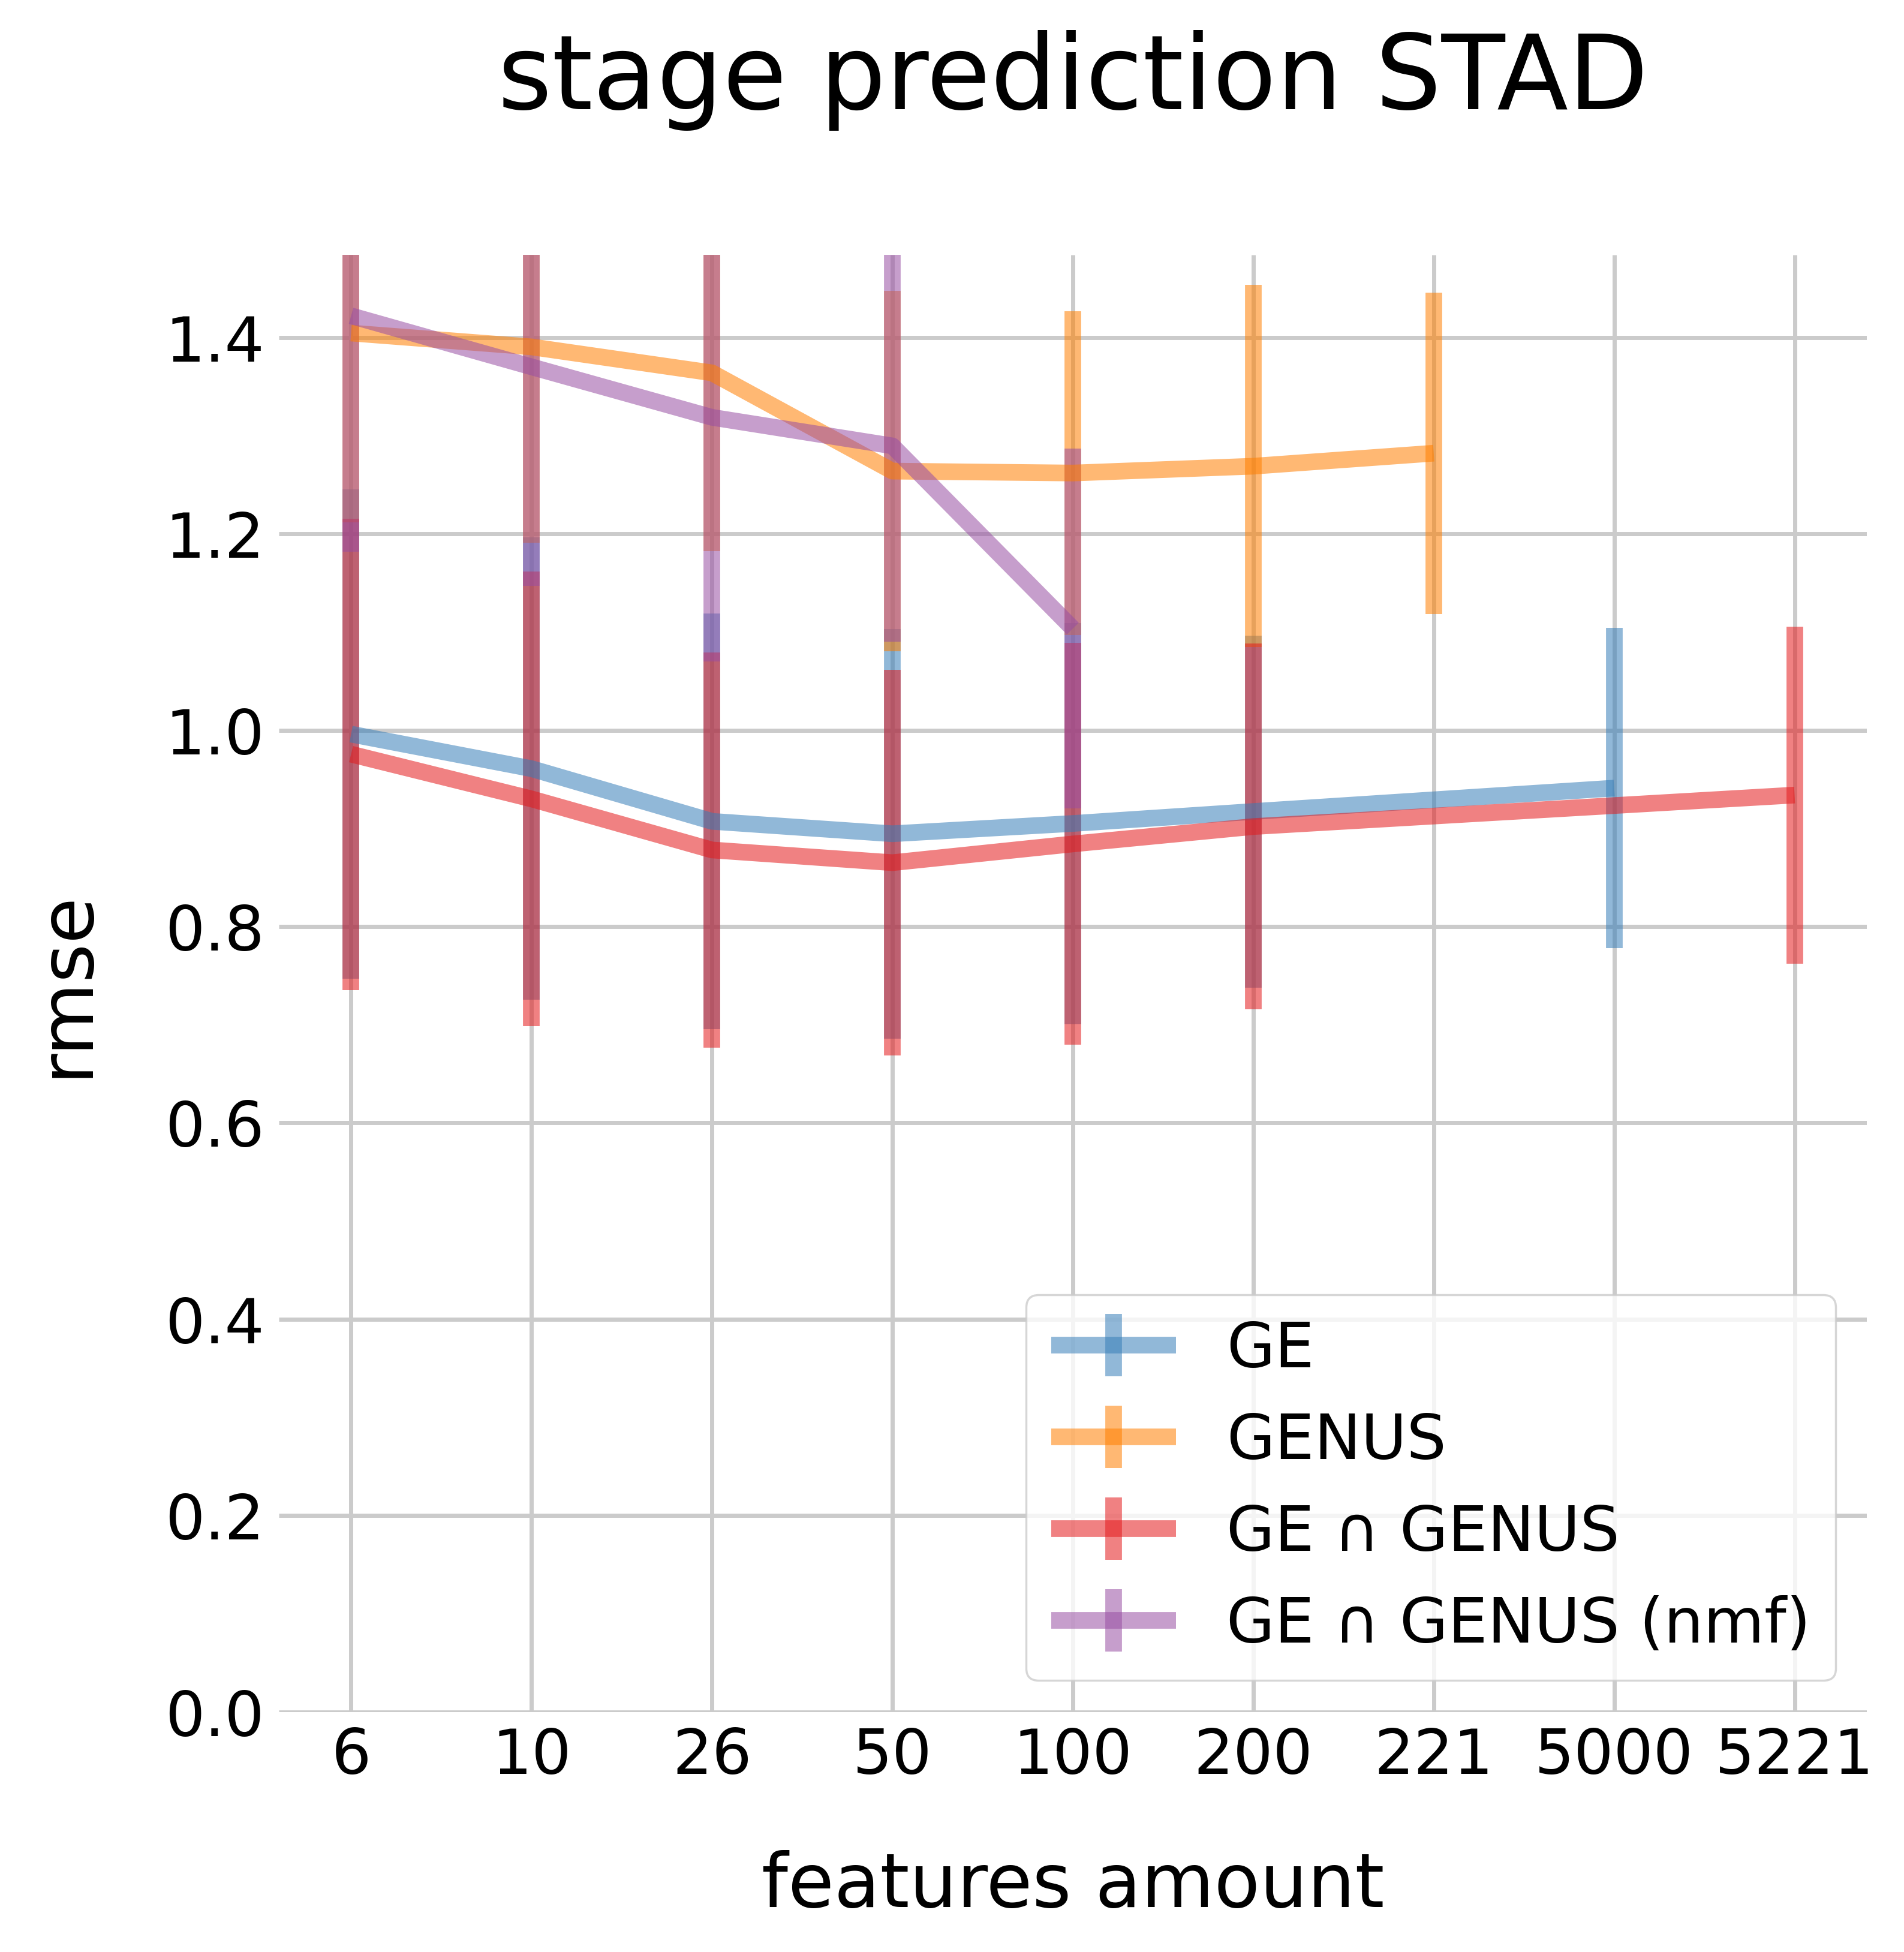 stage prediction STAD
rmse
1.4
1.2
1.0
0.8
0.6
0.4
0.2
0.0
GE
GENUS
GE ∩ GENUS
GE ∩ GENUS (nmf)
6 10 26 50 100 200 221 5000 5221
features amount